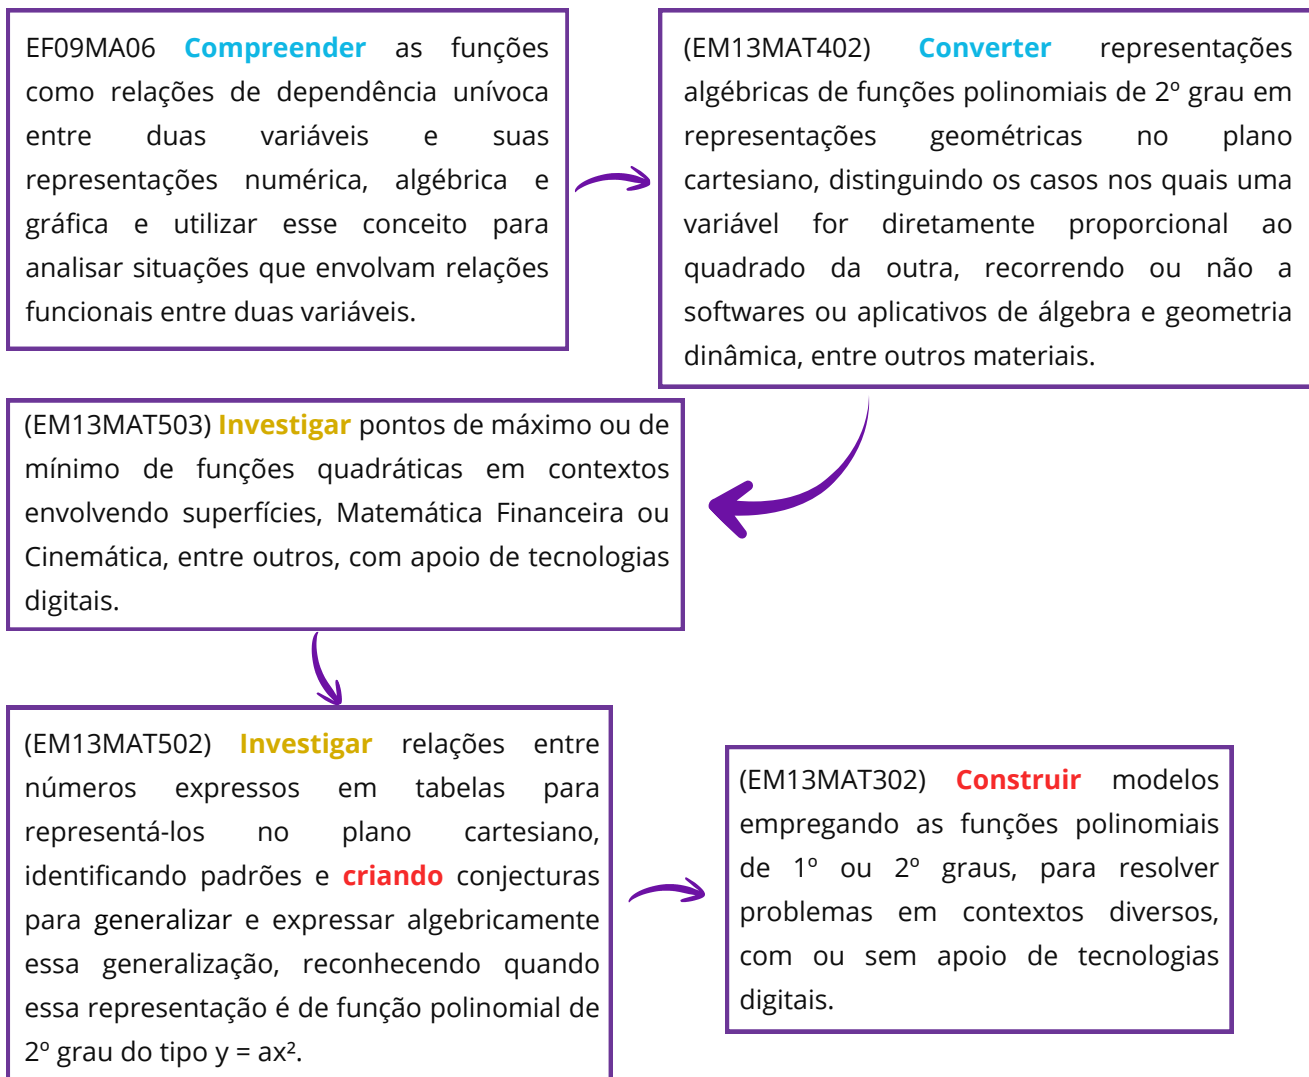 EF09MA06 Compreender as funções
como relações de dependência unívoca
entre duas variáveis e suas
representações numérica, algébrica e
gráfica e utilizar esse conceito para
analisar situações que envolvam relações
funcionais entre duas variáveis.
(EM13MAT402) Converter representações
algébricas de funções polinomiais de 2º grau em
representações geométricas no plano
cartesiano, distinguindo os casos nos quais uma
variável for diretamente proporcional ao
quadrado da outra, recorrendo ou não a
softwares ou aplicativos de álgebra e geometria
dinâmica, entre outros materiais.
(EM13MAT503) Investigar pontos de máximo ou de
mínimo de funções quadráticas em contextos
envolvendo superfícies, Matemática Financeira ou
Cinemática, entre outros, com apoio de tecnologias
digitais.
(EM13MAT502) Investigar relações entre
números expressos em tabelas para
representá-los no plano cartesiano,
identificando padrões e criando conjecturas
para generalizar e expressar algebricamente
essa generalização, reconhecendo quando
essa representação é de função polinomial de
2º grau do tipo y = ax².
(EM13MAT302) Construir modelos
empregando as funções polinomiais
de 1º ou 2º graus, para resolver
problemas em contextos diversos,
com ou sem apoio de tecnologias
digitais.